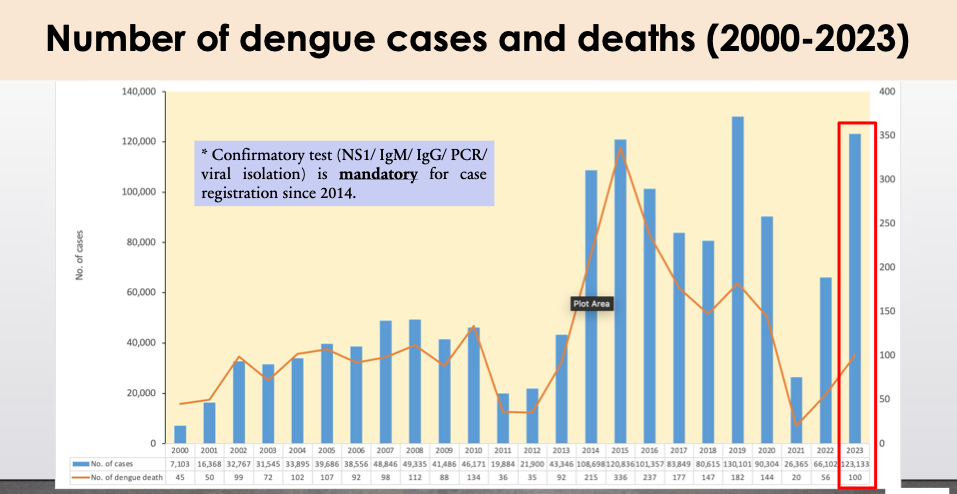 Number of dengue cases and deaths (2000-2023)
140,000
120,000
100,000
80,000
60,000
40,000
20,000
0
No. of cases
* Confirmatory test (NS1/ IgM/ IgG/ PCR/
viral isolation) is mandatory for case
registration since 2014.
Plot Area
400
350
300
250
200
150
100
50
0
2000 2001 2002 2003 2004 2005 2006 2007 2008 2009 2010 2011 2012 2013 2014 2015 2016 2017 2018 2019 2020 2021 2022 2023
No. of cases 7,103 16,368 32,767 31,545 33,895 39,686 38,556 48,846 49,335 41,486 46,171 19,884 21,900 43,346 108,698 120,836 101,357 83,849 80,615 130,101 90,304 26,365 66,102 123,133
No. of dengue death 45 50 99 72 102 107 92 98 112 88 134 36 35 92 215 336 237 177 147 182 144 20 56 100